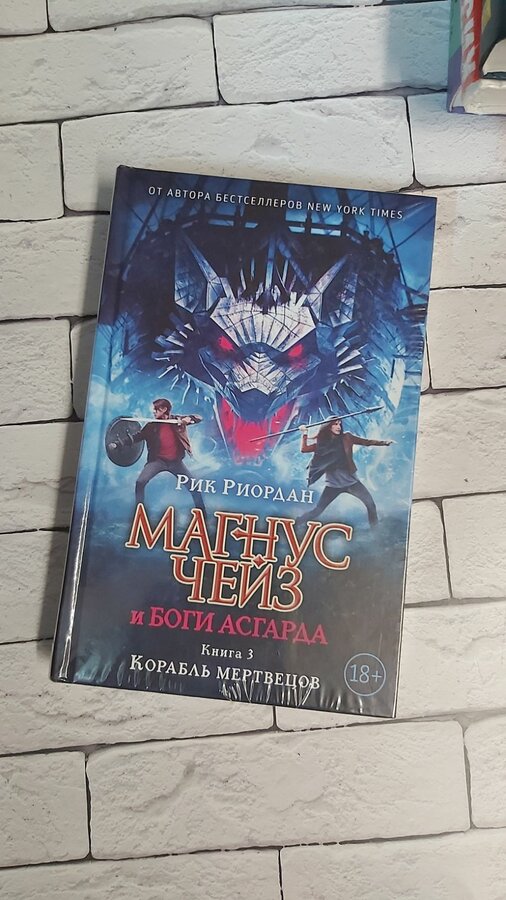 ОТ АВТОРА БЕСТСЕЛЛЕРОВ NEW YORK TIMES
РИК РИОРДАН
МАГНУС
ЧЕЙЗ
И БОГИ АСГАРДА
КНИГА 3
КОРАБЛЬ МЕРТВЕЦОВ
18+